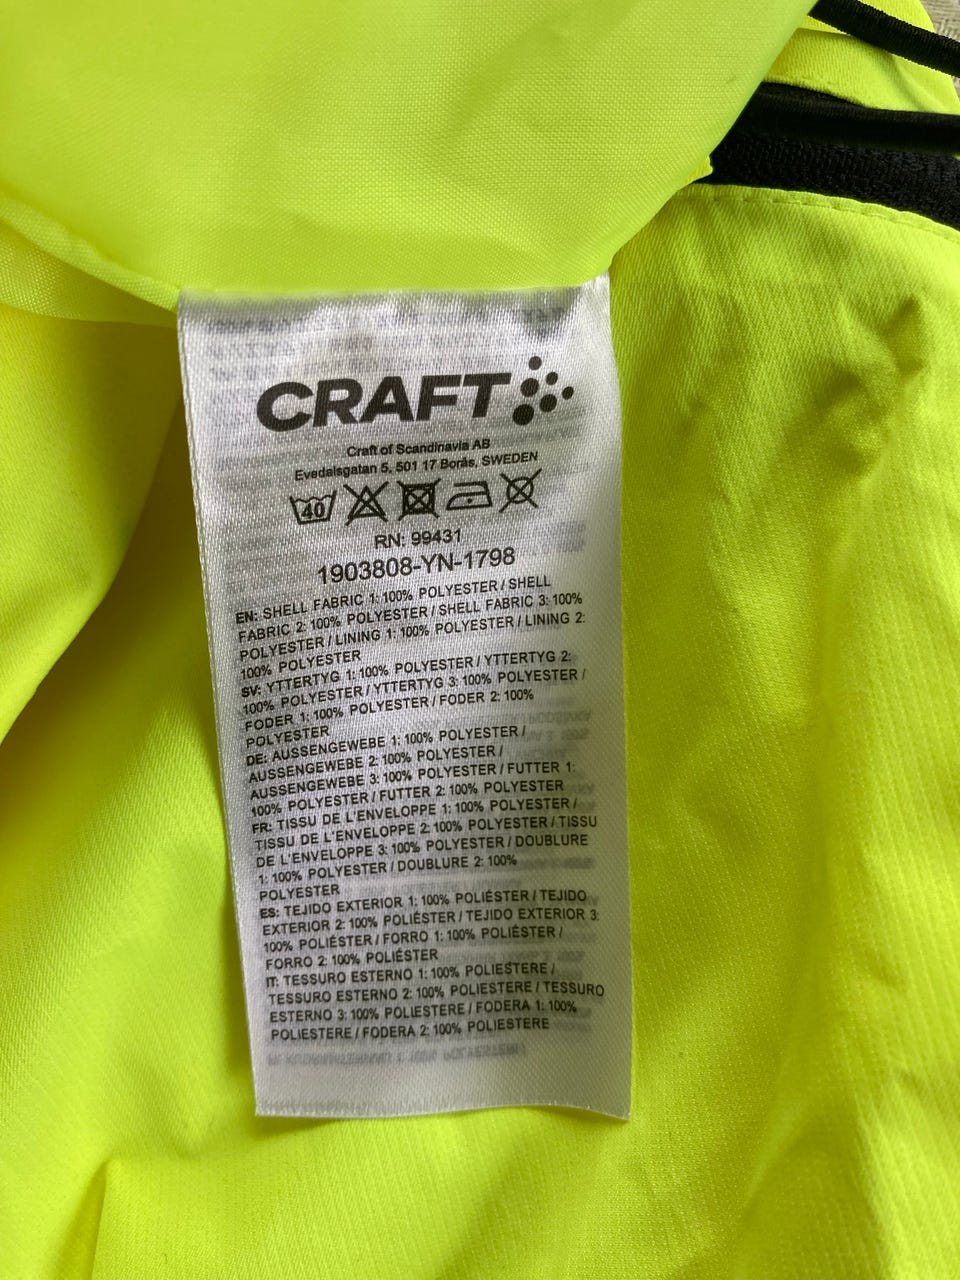 CRAFT
Craft of Scandinavia AB
Evedalsgatan 5, 501 17 Borås, SWEDEN
40
RN: 99431
1903808-YN-1798
EN: SHELL FABRIC 1: 100% POLYESTER / SHELL
FABRIC 2: 100% POLYESTER / SHELL FABRIC 3: 100%
POLYESTER / LINING 1: 100% POLYESTER / LINING 2:
100% POLYESTER
SV: YTTERTYG 1: 100% POLYESTER / YTTERTYG 2:
100% POLYESTER / YTTERTYG 3: 100% POLYESTER /
FODER 1: 100% POLYESTER / FODER 2: 100%
POLYESTER
DE: AUSSENGEWEBE 1: 100% POLYESTER /
AUSSENGEWEBE 2: 100% POLYESTER /
AUSSENGEWEBE 3: 100% POLYESTER / FUTTER 1:
100% POLYESTER / FUTTER 2: 100% POLYESTER
FR: TISSU DE L'ENVELOPPE 1: 100% POLYESTER /
TISSU DE L'ENVELOPPE 2: 100% POLYESTER / TISSU
DE L'ENVELOPPE 3: 100% POLYESTER / DOUBLURE
1: 100% POLYESTER / DOUBLURE 2: 100%
POLYESTER
ES: TEJIDO EXTERIOR 1: 100% POLIÉSTER / TEJIDO
EXTERIOR 2: 100% POLIÉSTER / TEJIDO EXTERIOR 3:
100% POLIÉSTER / FORRO 1: 100% POLIÉSTER /
FORRO 2: 100% POLIÉSTER
IT: TESSURO ESTERNO 1: 100% POLIESTERE /
TESSURO ESTERNO 2: 100% POLIESTERE / TESSURO
ESTERNO 3: 100% POLIESTERE / FODERA 1: 100%
POLIESTERE / FODERA 2: 100% POLIESTERE